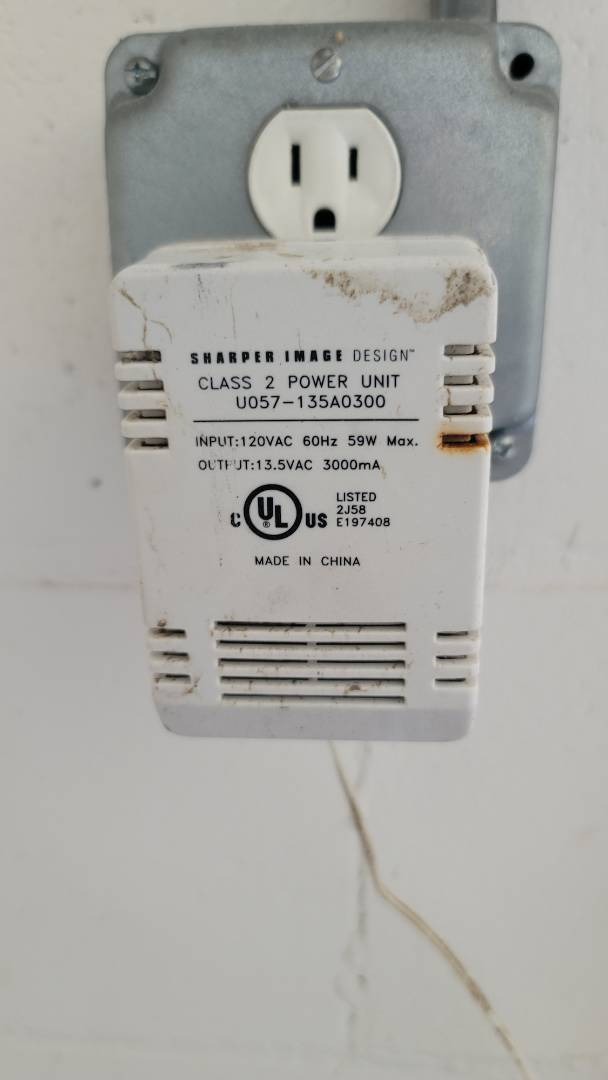 SHARPER IMAGE DESIGN™
CLASS 2 POWER UNIT
U057-135A0300
INPUT:120VAC 60Hz 59W Max.
OUTPUT:13.5VAC 3000mA
C UL® US
LISTED
2J58
E197408
MADE IN CHINA